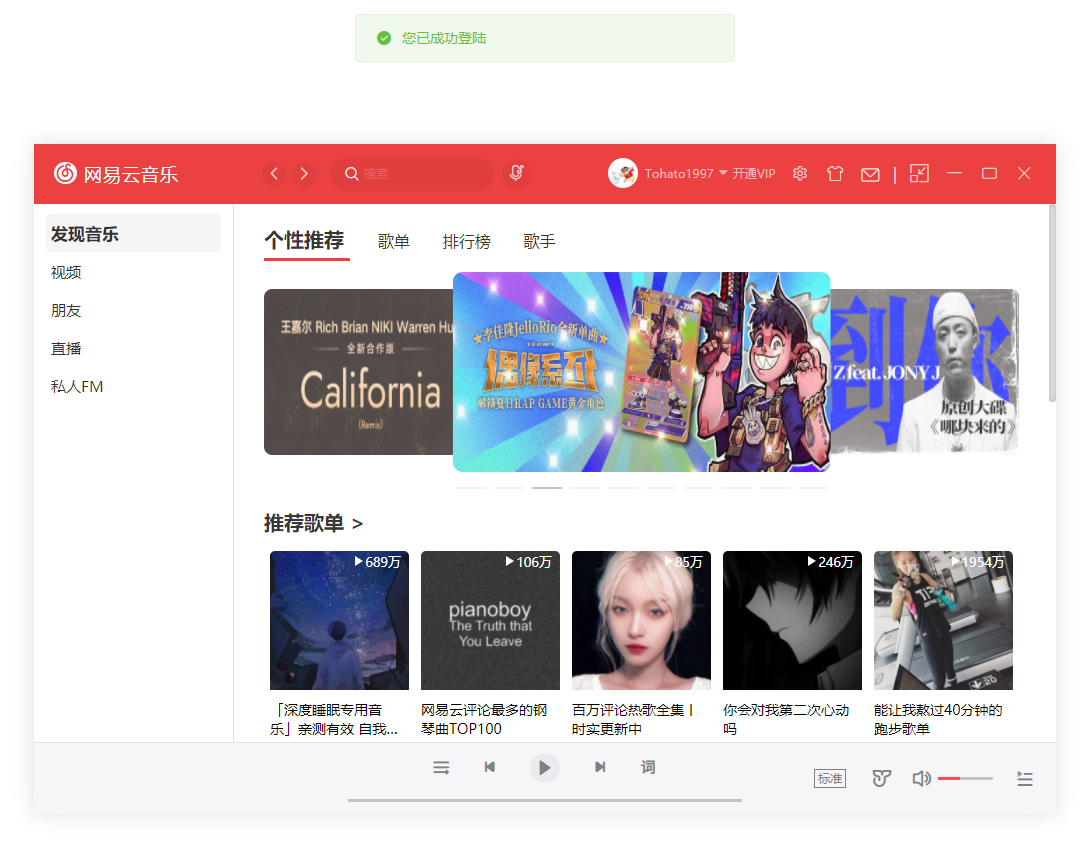 您已成功登陆
网易云音乐
搜索
Tohato1997
开通VIP
发现音乐
视频
朋友
直播
私人FM
个性推荐
歌单
排行榜
歌手
王嘉尔 Rich Brian NIKI Warren Hu
全新合作版
California
(Remix)
★李佳隆JelloRio全新单曲★
偶像系列
解锁夏日RAP GAME黄金角色
到你
Z feat. JONY J
原创大碟
《哪块来的》
推荐歌单 >
689万
106万
85万
246万
1954万
pianoboy
The Truth that
You Leave
「深度睡眠专用音
乐」亲测有效 自我...
网易云评论最多的钢
琴曲TOP100
百万评论热歌全集丨
时实更新中
你会对我第二次心动
吗
能让我熬过40分钟的
跑步歌单
词
标准